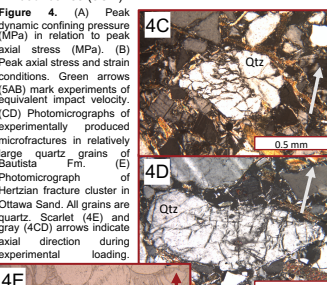 Figure 4. (A) Peak
dynamic confining pressure
(MPa) in relation to peak
axial stress (MPa). (B)
Peak axial stress and strain
conditions. Green arrows
(5AB) mark experiments of
equivalent impact velocity.
(CD) Photomicrographs of
experimentally produced
microfractures in relatively
large quartz grains of
Bautista Fm. (E)
Photomicrograph of
Hertzian fracture cluster in
Ottawa Sand. All grains are
quartz. Scarlet (4E) and
gray (4CD) arrows indicate
axial direction during
experimental loading.
4C
Qtz
0.5 mm
4D
Qtz
4E